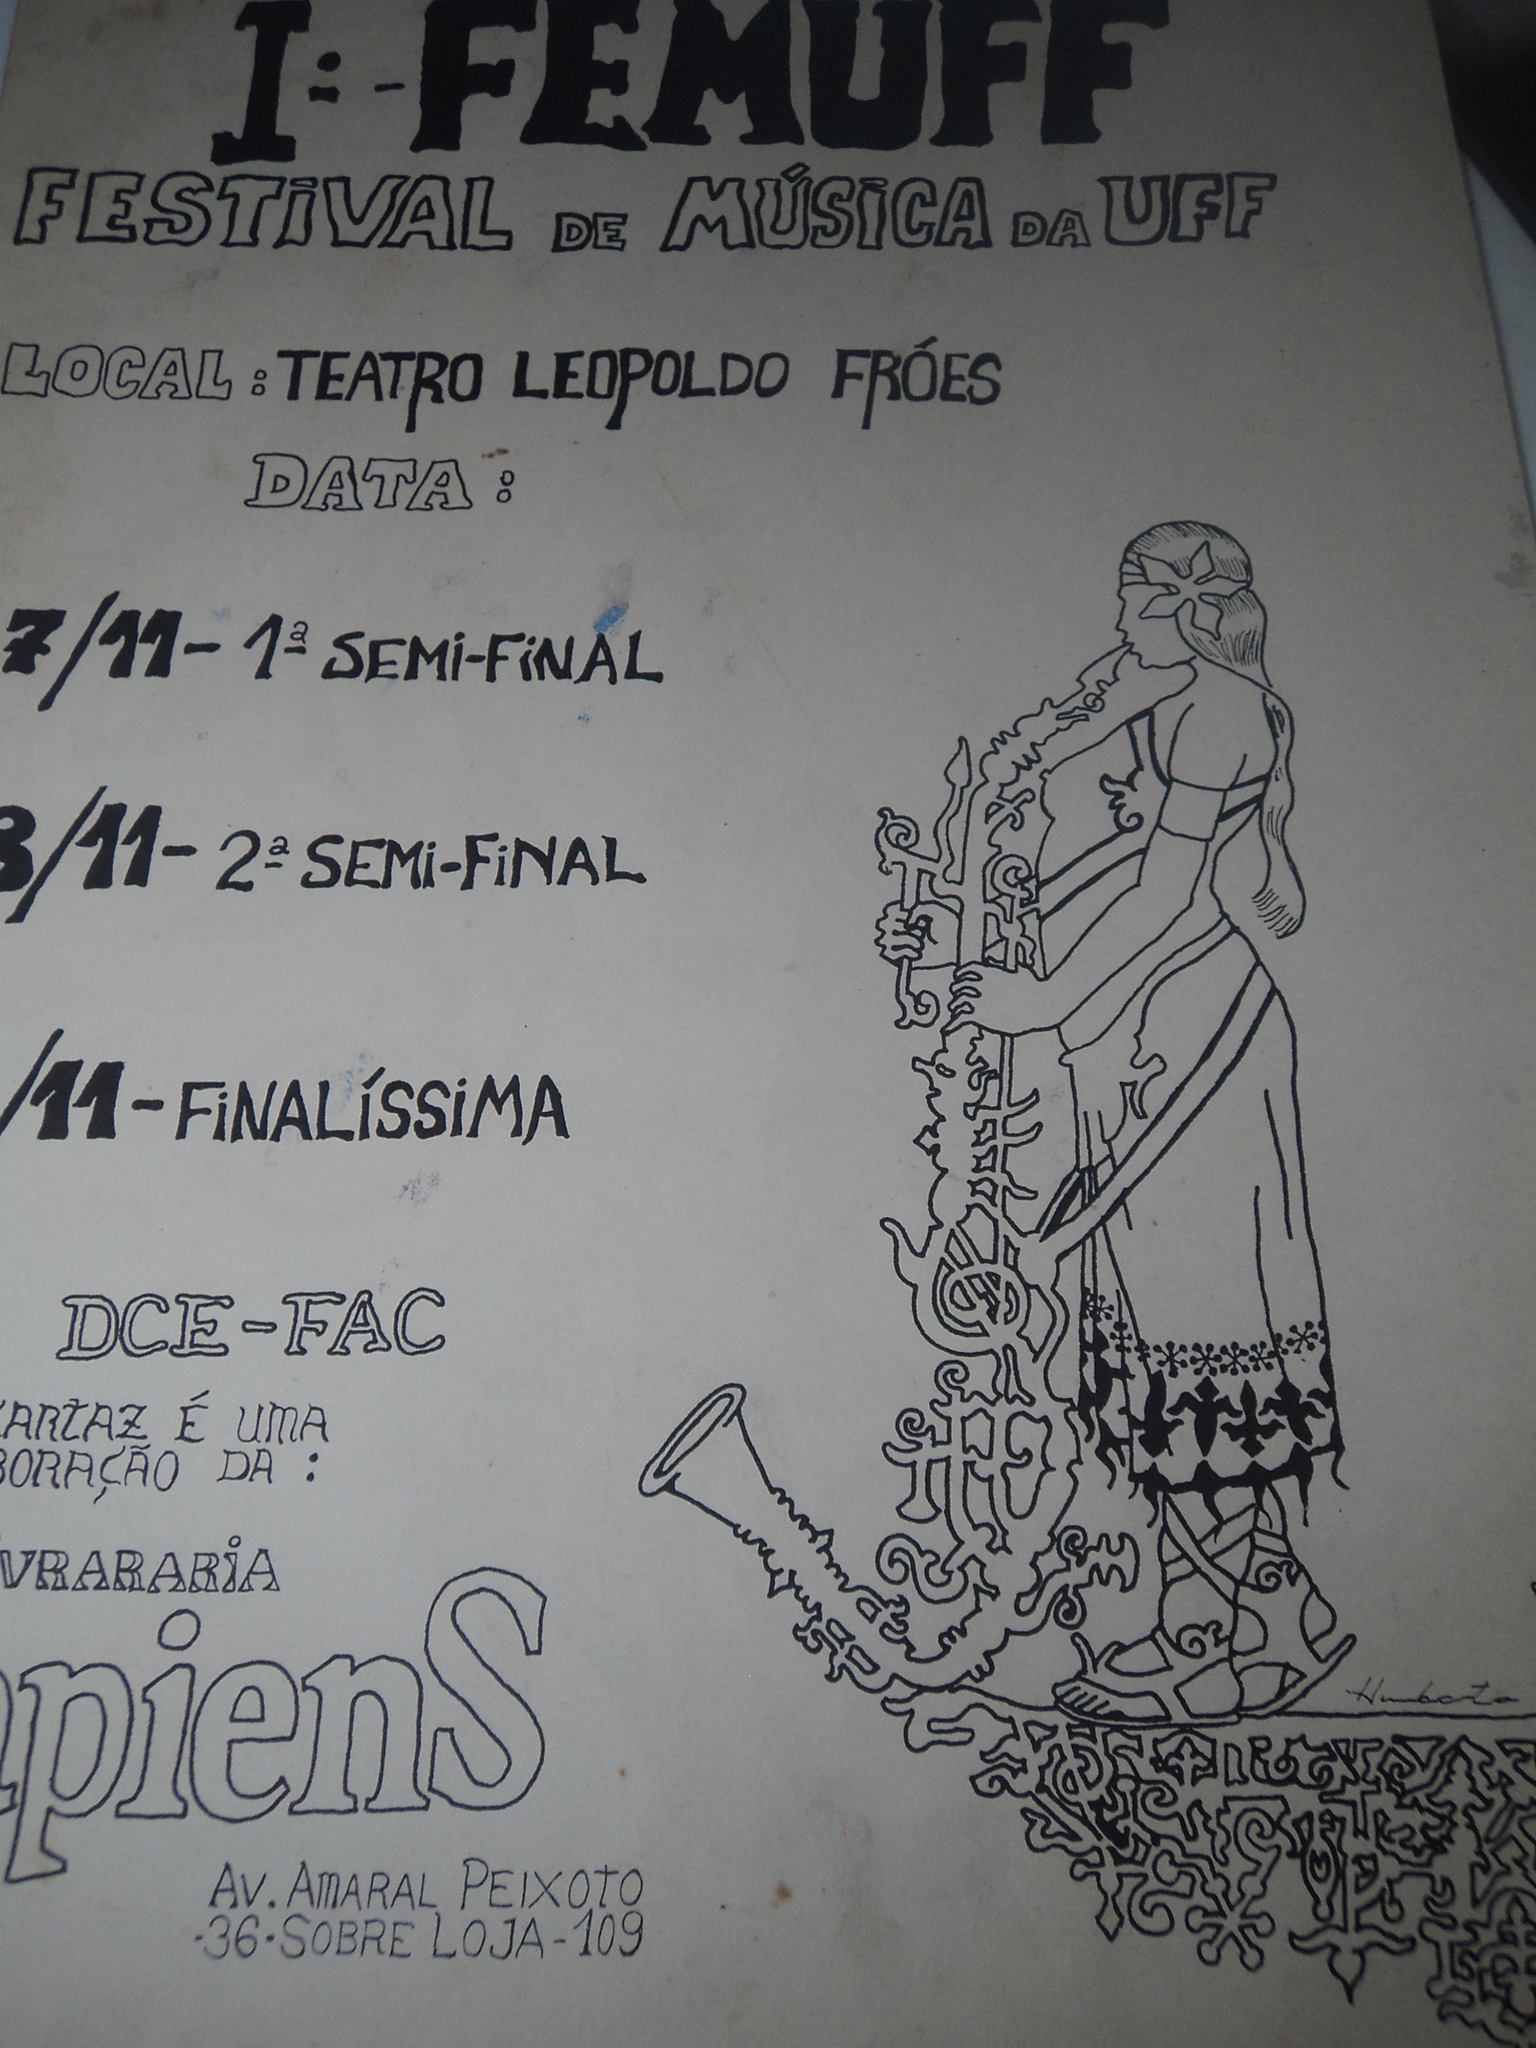 Iº - FEMUFF
FESTiVAL DE MÚSiCA DA UFF
LOCAL : TEATRO LEOPOLDO FRÓES
DATA :
7/11 - 1ª SEMi-FiNAL
8/11 - 2ª SEMi-FiNAL
/11 - FiNALÍSSiMA
DCE - FAC
CARTAZ É UMA
BORAÇÃO DA :
VRARARiA
apienS
AV. AMARAL PEIXOTO
-36- SOBRE LOJA - 109
Humberto